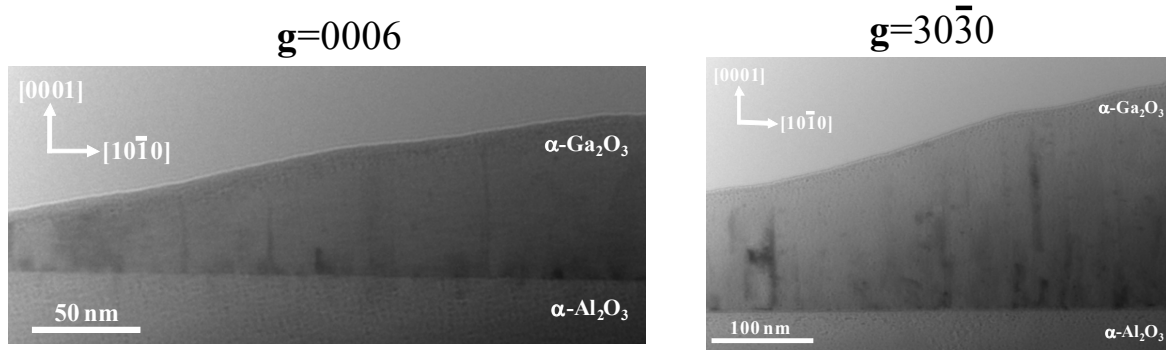 g=0006
[0001]
[101̅0]
α-Ga₂O₃
50 nm
α-Al₂O₃
g=303̅0
[0001]
[101̅0]
α-Ga₂O₃
100 nm
α-Al₂O₃